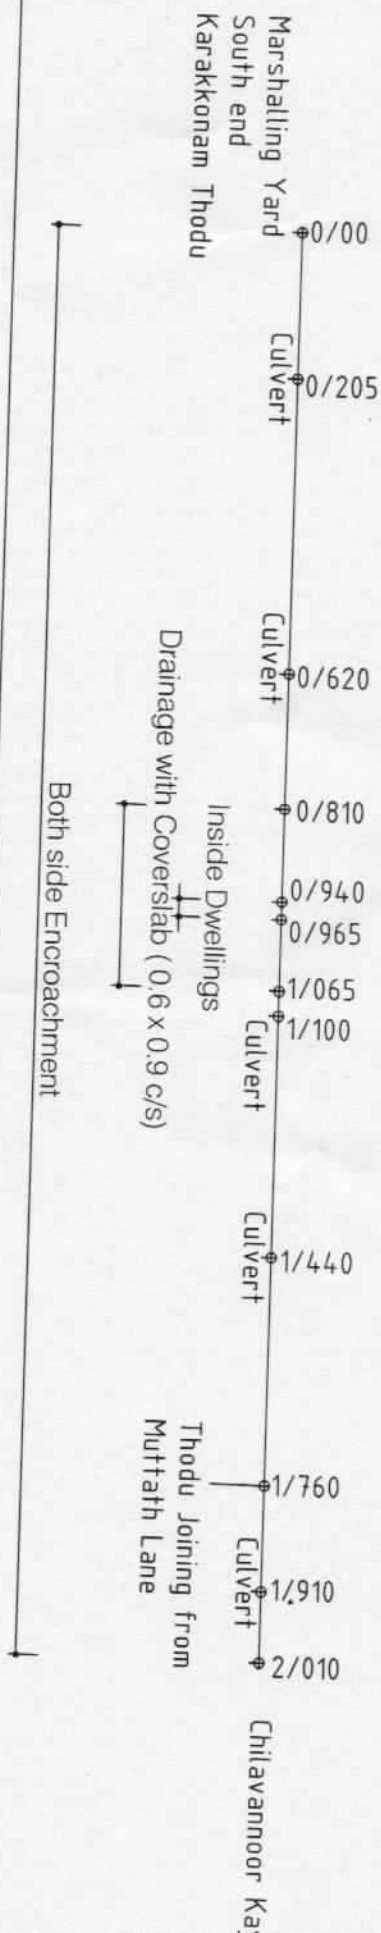 Marshalling Yard
South end
Karakkonam Thodu
0/00
Culvert
0/205
Culvert
0/620
0/810
0/940
0/965
1/065
1/100
Culvert
Culvert
1/440
1/760
Thodu Joining from
Muttath Lane
Culvert
1/910
2/010
Chilavannoor
Inside Dwellings
Drainage with Coverslab ( 0.6 x 0.9 c/s)
Both side Encroachment